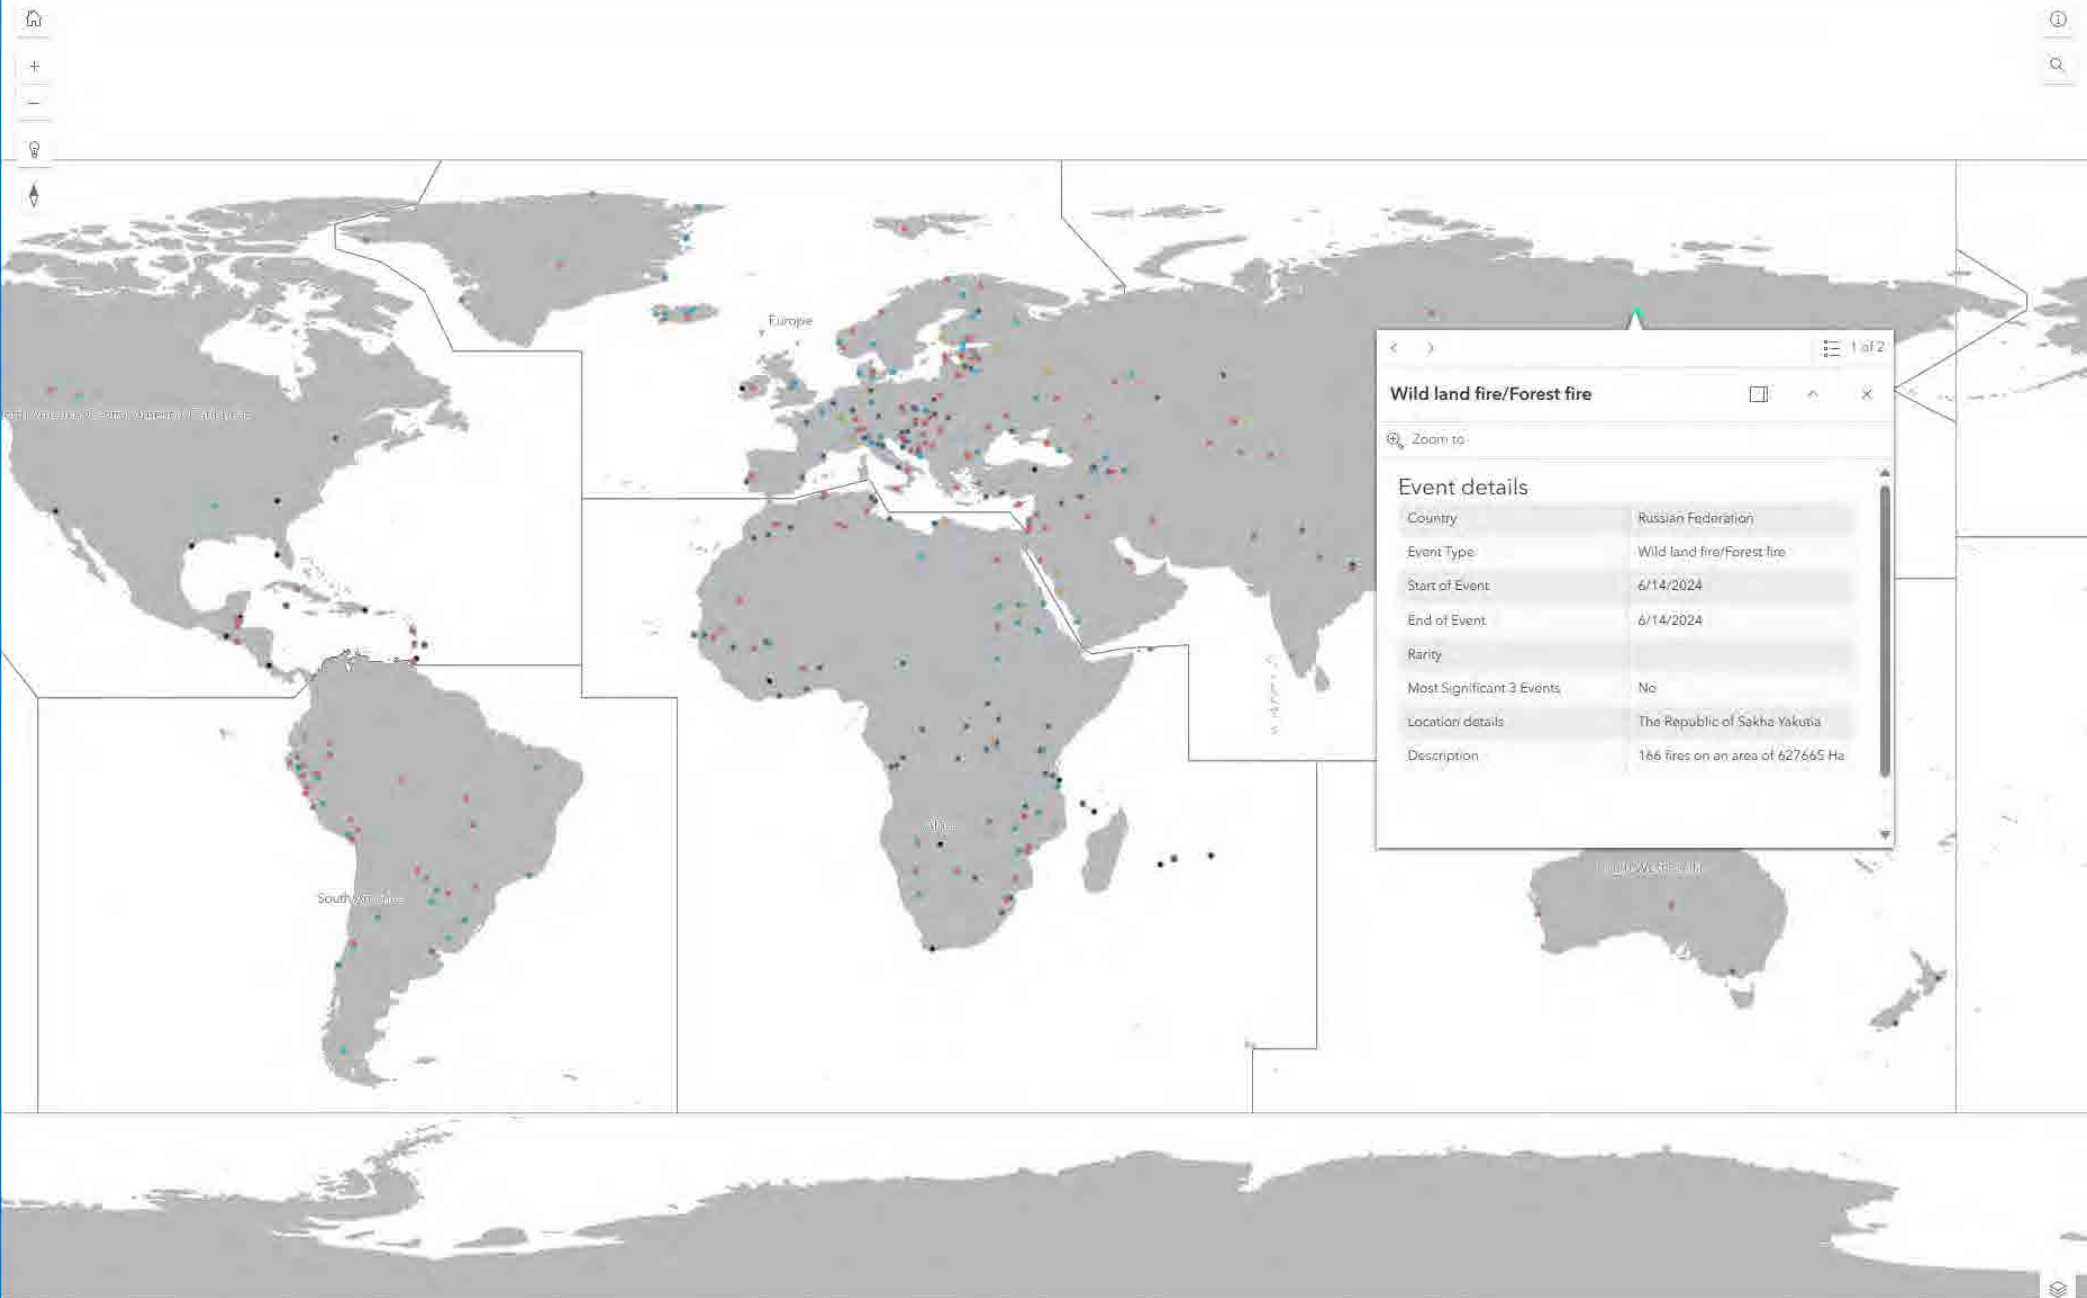 Europe
1 of 2
Wild land fire/Forest fire
Zoom to
Event details
Country Russian Federation
Event Type Wild land fire/Forest fire
Start of Event 6/14/2024
End of Event 6/14/2024
Rarity
Most Significant 3 Events No
Location details The Republic of Sakha-Yakutia
Description 166 fires on an area of 627665 Ha
Africa
South America